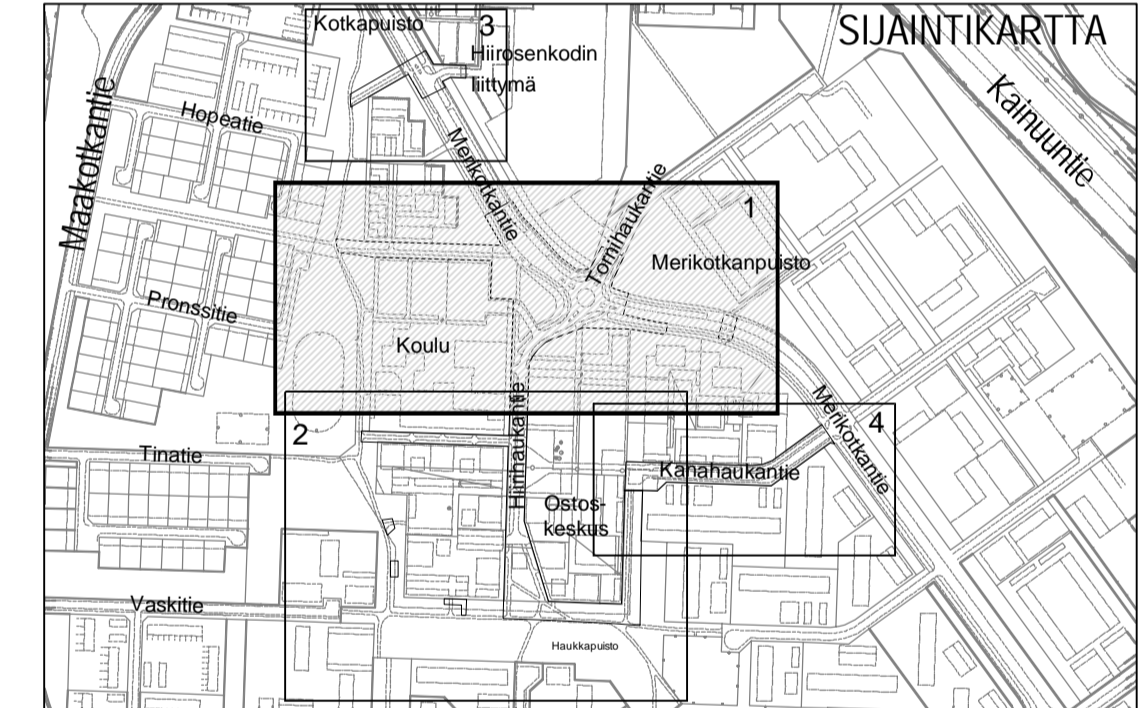 SIJAINTIKARTTA
Kotkapuisto
3
Hiirosenkodin
liittymä
Kainuuntie
Maakotkantie
Hopeatie
Merikotkantie
Tornihaukantie
1
Merikotkanpuisto
Pronssitie
Koulu
Hiirihaukantie
Merikotkantie
4
2
Tinatie
Kanahaukantie
Ostos-
keskus
Vaskitie
Haukkapuisto